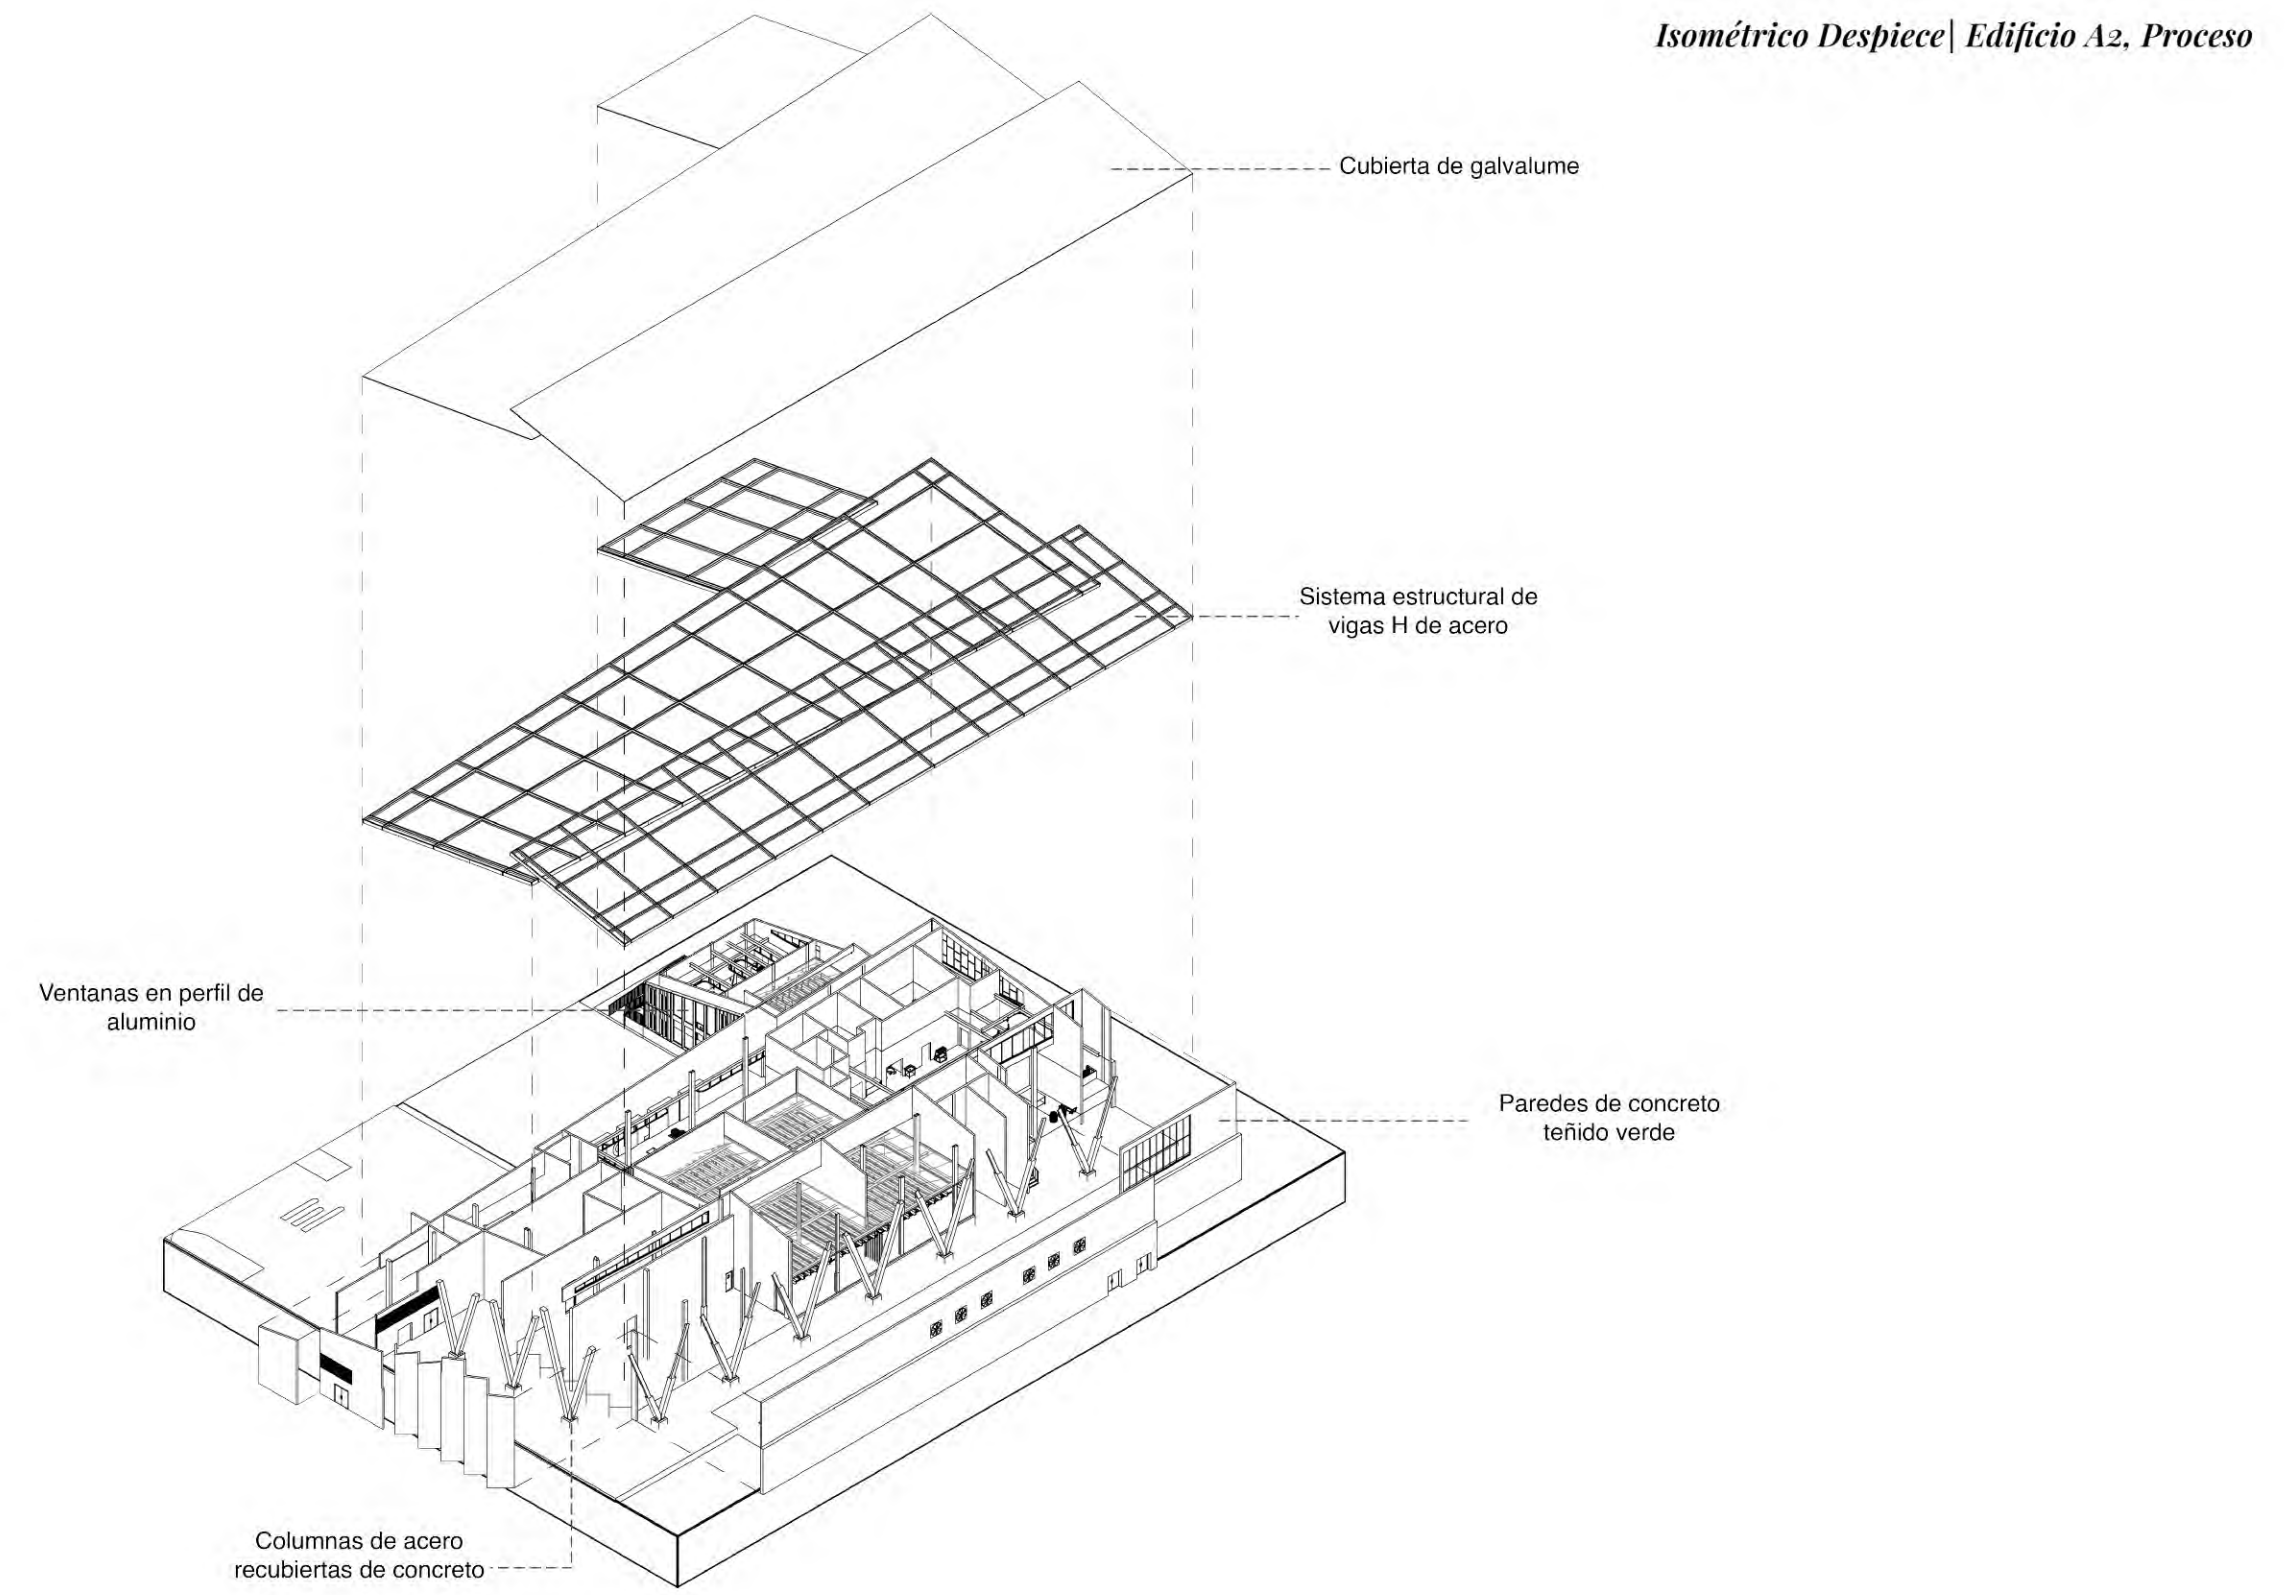 Isométrico Despiece| Edificio A2, Proceso
Cubierta de galvalume
Sistema estructural de
vigas H de acero
Ventanas en perfil de
aluminio
Paredes de concreto
teñido verde
Columnas de acero
recubiertas de concreto